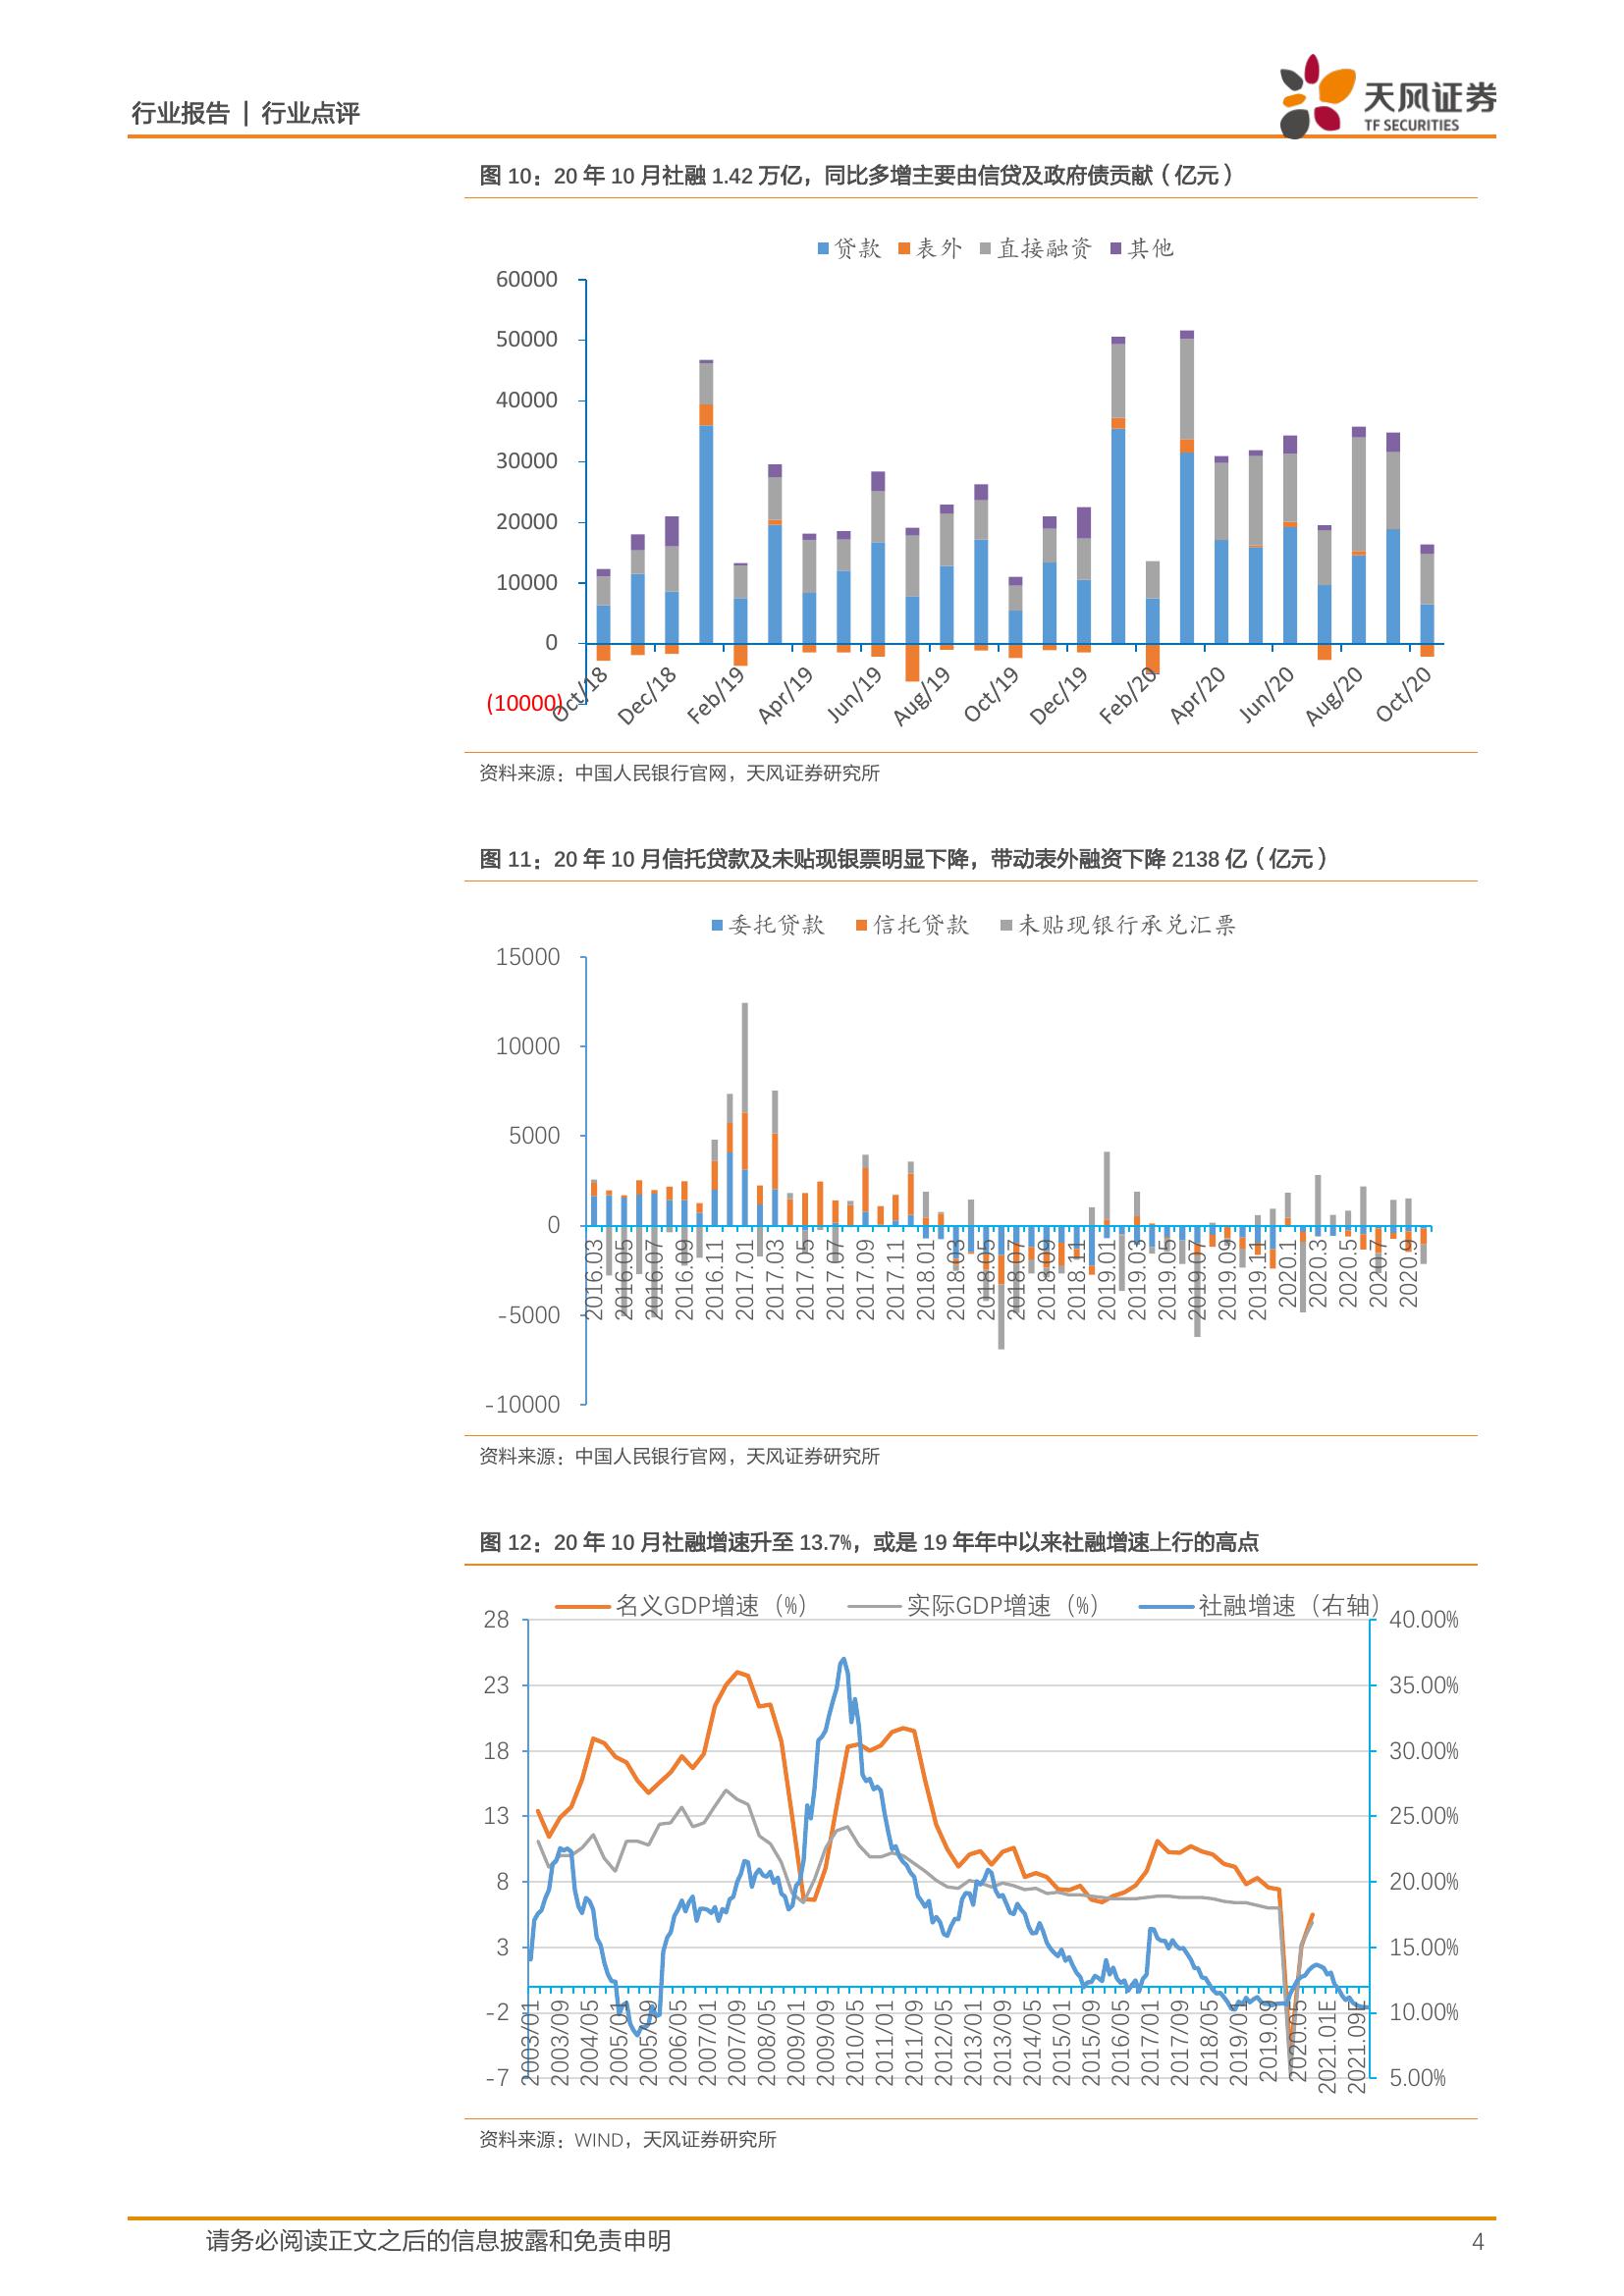 行业报告 | 行业点评
天风证券
TF SECURITIES
图 10：20 年 10 月社融 1.42 万亿，同比多增主要由信贷及政府债贡献（亿元）
贷款 表外 直接融资 其他
60000
50000
40000
30000
20000
10000
0
(10000)
Oct/18 Dec/18 Feb/19 Apr/19 Jun/19 Aug/19 Oct/19 Dec/19 Feb/20 Apr/20 Jun/20 Aug/20 Oct/20
资料来源：中国人民银行官网，天风证券研究所
图 11：20 年 10 月信托贷款及未贴现银票明显下降，带动表外融资下降 2138 亿（亿元）
委托贷款 信托贷款 未贴现银行承兑汇票
15000
10000
5000
0
-5000
-10000
2016.03 2016.05 2016.07 2016.09 2016.11 2017.01 2017.03 2017.05 2017.07 2017.09 2017.11 2018.01 2018.03 2018.05 2018.07 2018.09 2018.11 2019.01 2019.03 2019.05 2019.07 2019.09 2019.11 2020.1 2020.3 2020.5 2020.7 2020.9
资料来源：中国人民银行官网，天风证券研究所
图 12：20 年 10 月社融增速升至 13.7%，或是 19 年年中以来社融增速上行的高点
名义GDP增速（%） 实际GDP增速（%） 社融增速（右轴）
28 40.00%
23 35.00%
18 30.00%
13 25.00%
8 20.00%
3 15.00%
-2 10.00%
-7 5.00%
2003/01 2003/09 2004/05 2005/01 2005/09 2006/05 2007/01 2007/09 2008/05 2009/01 2009/09 2010/05 2011/01 2011/09 2012/05 2013/01 2013/09 2014/05 2015/01 2015/09 2016/05 2017/01 2017/09 2018/05 2019/01 2019.09 2020.05 2021.01E 2021.09E
资料来源：WIND，天风证券研究所
请务必阅读正文之后的信息披露和免责申明 4